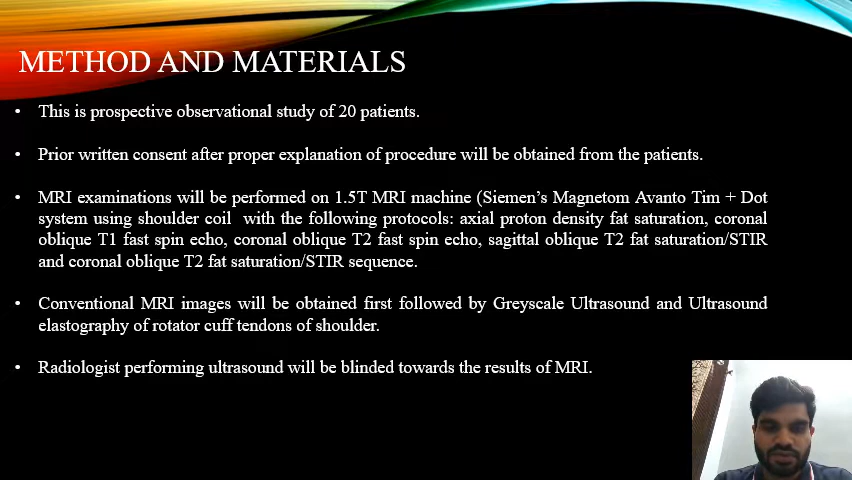 METHOD AND MATERIALS
• This is prospective observational study of 20 patients.
• Prior written consent after proper explanation of procedure will be obtained from the patients.
• MRI examinations will be performed on 1.5T MRI machine (Siemen's Magnetom Avanto Tim + Dot
system using shoulder coil with the following protocols: axial proton density fat saturation, coronal
oblique T1 fast spin echo, coronal oblique T2 fast spin echo, sagittal oblique T2 fat saturation/STIR
and coronal oblique T2 fat saturation/STIR sequence.
• Conventional MRI images will be obtained first followed by Greyscale Ultrasound and Ultrasound
elastography of rotator cuff tendons of shoulder.
• Radiologist performing ultrasound will be blinded towards the results of MRI.